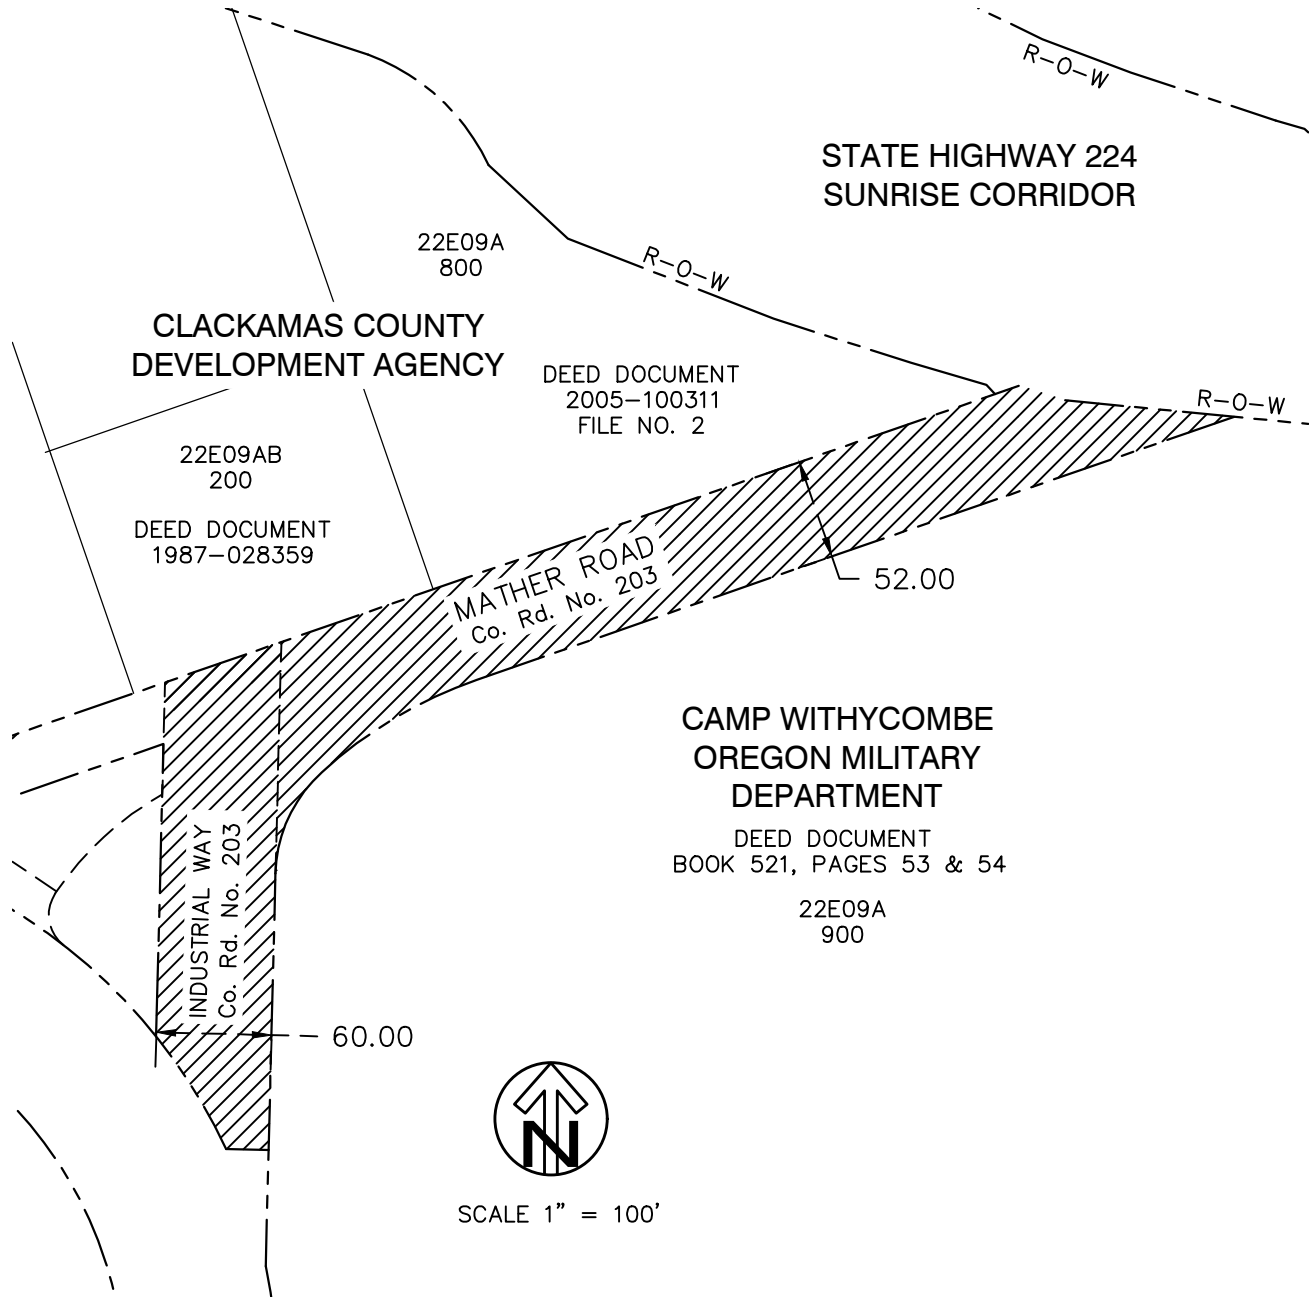 R-O-W
STATE HIGHWAY 224
SUNRISE CORRIDOR
22E09A
800
R-O-W
CLACKAMAS COUNTY
DEVELOPMENT AGENCY
DEED DOCUMENT
2005-100311
FILE NO. 2
R-O-W
22E09AB
200
DEED DOCUMENT
1987-028359
MATHER ROAD
Co. Rd. No. 203
52.00
CAMP WITHYCOMBE
OREGON MILITARY
DEPARTMENT
DEED DOCUMENT
BOOK 521, PAGES 53 & 54
22E09A
900
INDUSTRIAL WAY
Co. Rd. No. 203
60.00
N
SCALE 1" = 100'